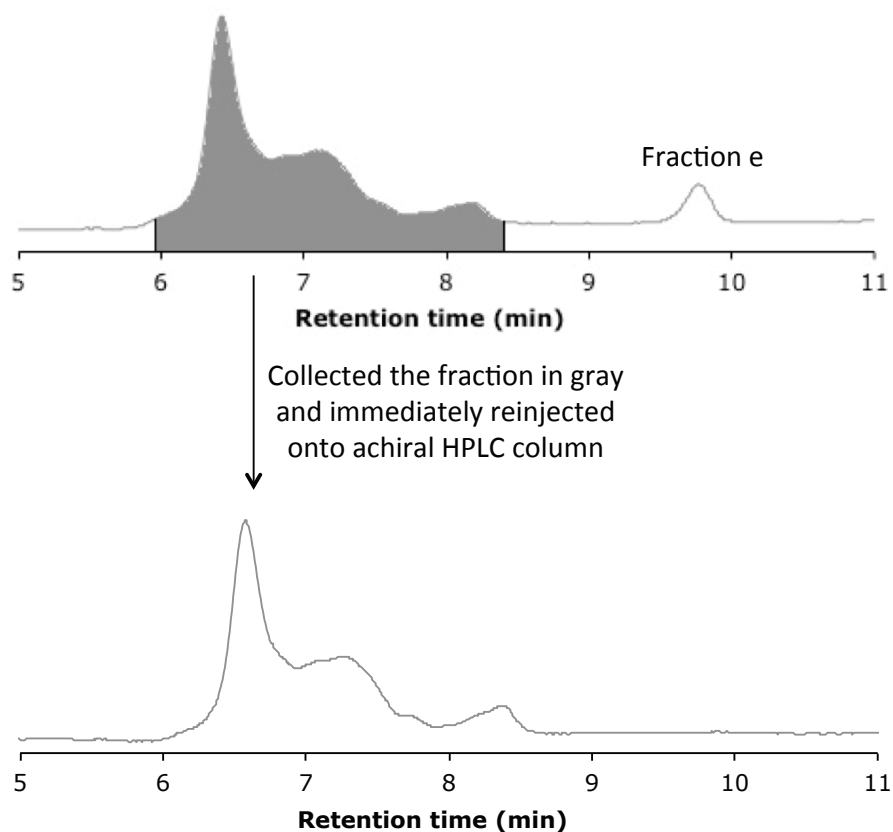 Fraction e
5 6 7 8 9 10 11
Retention time (min)
Collected the fraction in gray
and immediately reinjected
onto achiral HPLC column
5 6 7 8 9 10 11
Retention time (min)